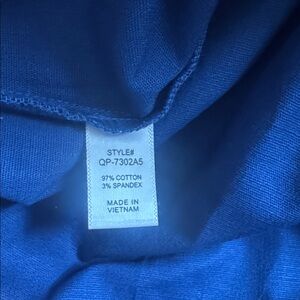 STYLE#
QP-7302A5
97% COTTON
3% SPANDEX
MADE IN
VIETNAM